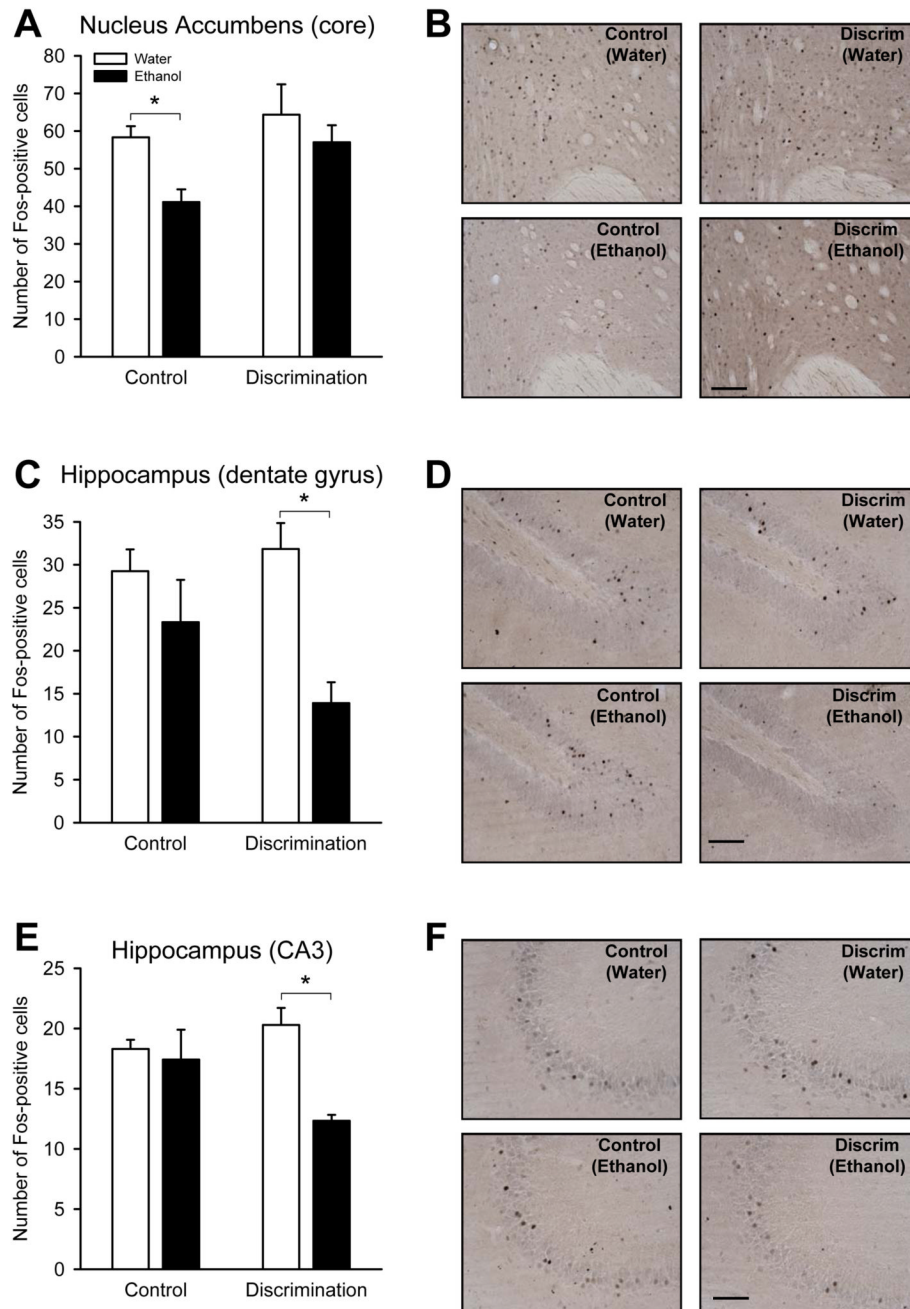 A Nucleus Accumbens (core)
Number of Fos-positive cells
80
70
60
50
40
30
20
10
0
Water
Ethanol
*
Control Discrimination
B
Control
(Water)
Discrim
(Water)
Control
(Ethanol)
Discrim
(Ethanol)
C Hippocampus (dentate gyrus)
Number of Fos-positive cells
35
30
25
20
15
10
5
0
*
Control Discrimination
D
Control
(Water)
Discrim
(Water)
Control
(Ethanol)
Discrim
(Ethanol)
E Hippocampus (CA3)
Number of Fos-positive cells
25
20
15
10
5
0
*
Control Discrimination
F
Control
(Water)
Discrim
(Water)
Control
(Ethanol)
Discrim
(Ethanol)